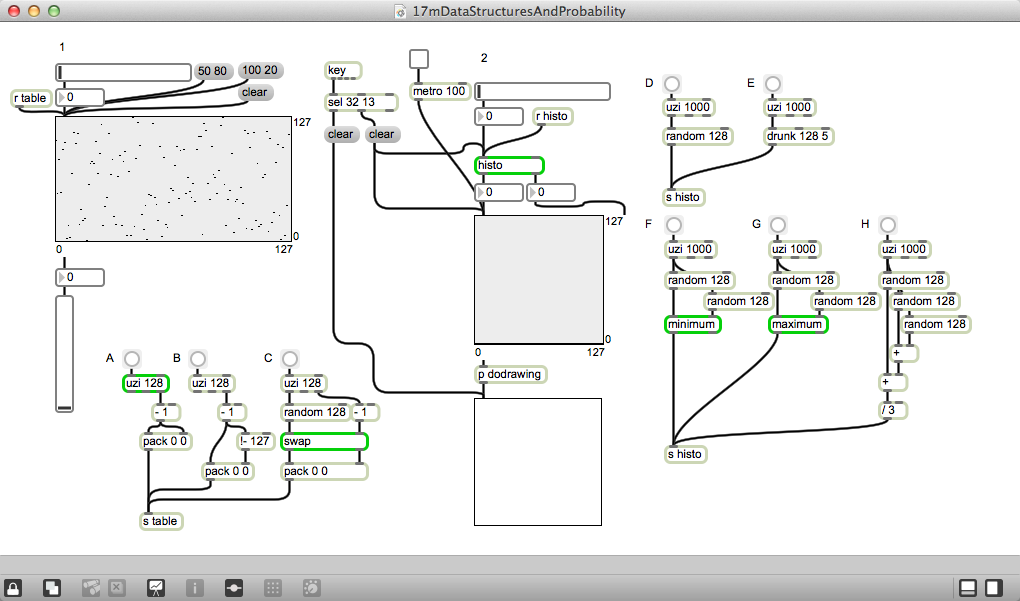 17mDataStructuresAndProbability
1
50 80
100 20
r table
0
clear
127
0
0
127
0
key
sel 32 13
clear
clear
metro 100
2
0
r histo
histo
0
0
127
0
0
127
p dodrawing
A
B
C
uzi 128
uzi 128
uzi 128
- 1
- 1
random 128
- 1
pack 0 0
!- 127
swap
pack 0 0
pack 0 0
s table
D
E
uzi 1000
uzi 1000
random 128
drunk 128 5
s histo
F
G
H
uzi 1000
uzi 1000
uzi 1000
random 128
random 128
random 128
random 128
random 128
random 128
minimum
maximum
random 128
+
+
/ 3
s histo